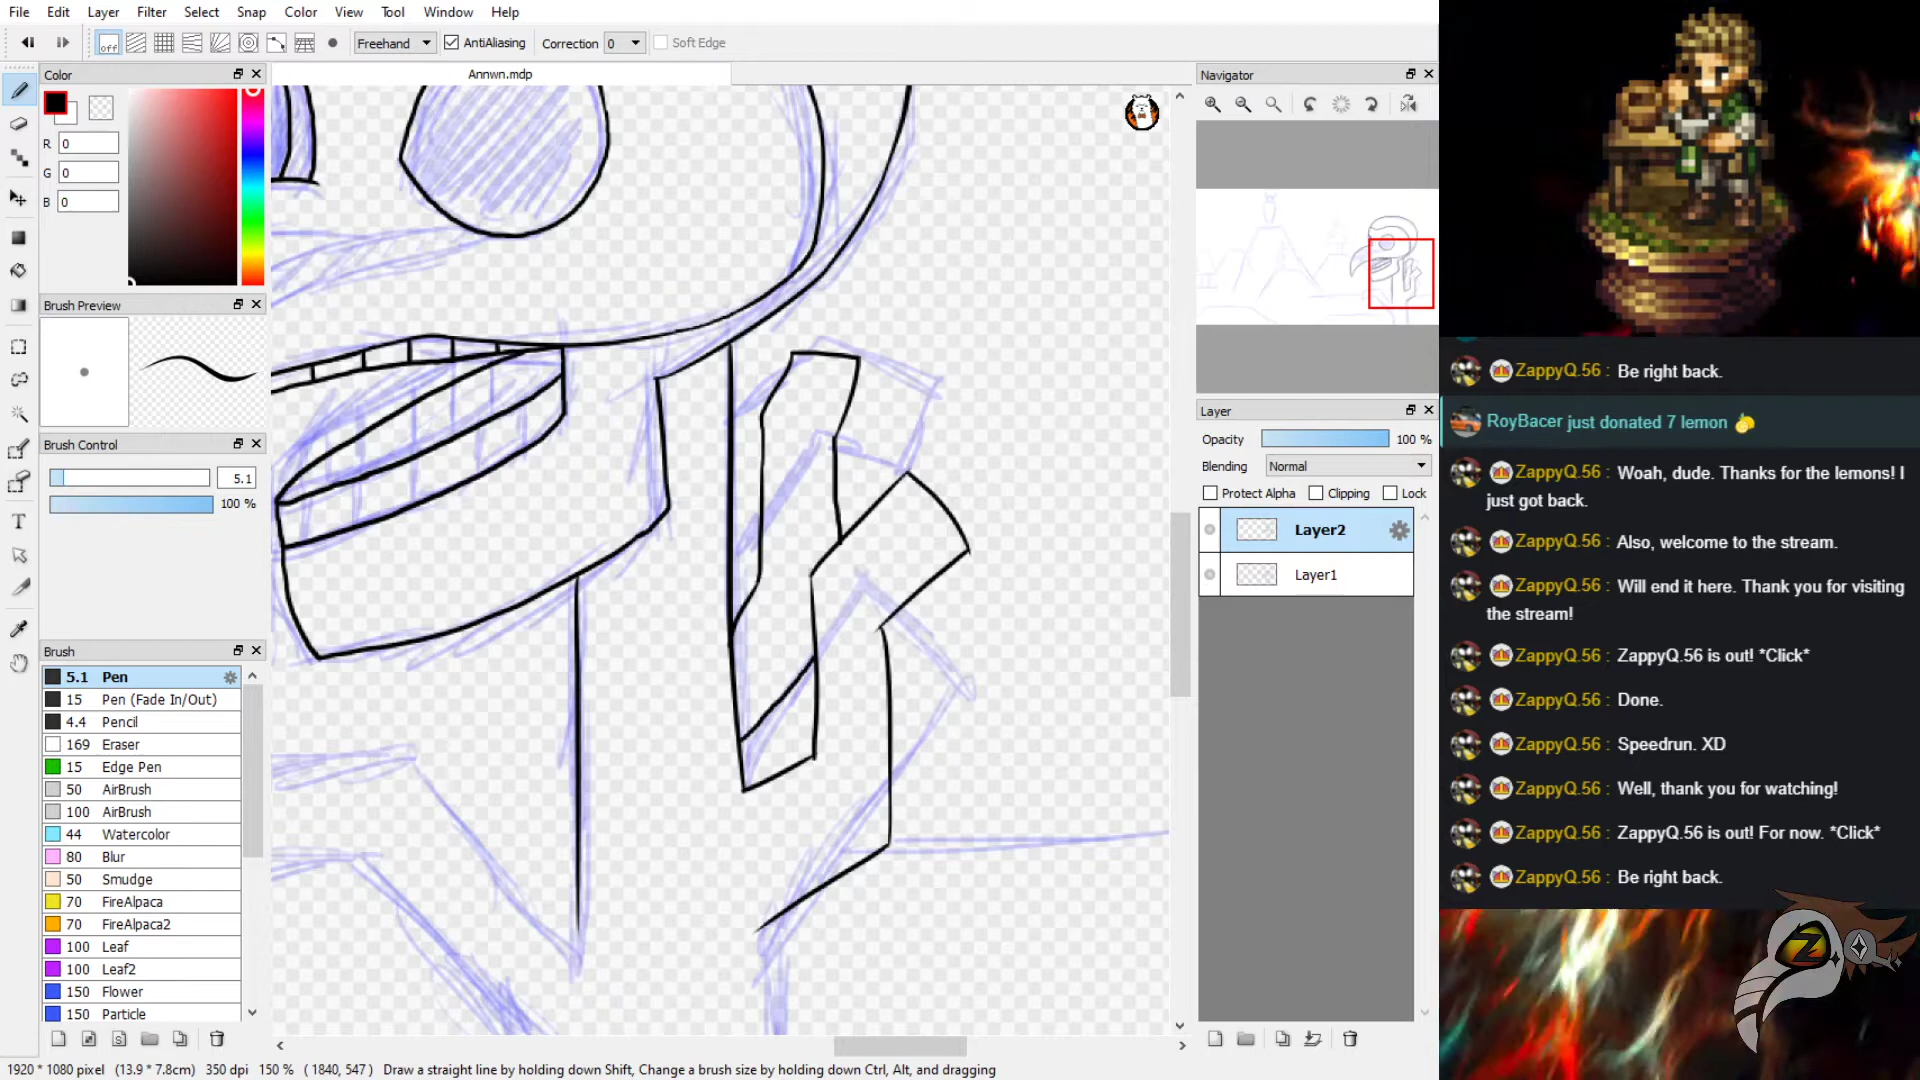 File Edit Layer Filter Select Snap Color View Tool Window Help
off Freehand AntiAliasing Correction 0 Soft Edge
Color
R 0
G 0
B 0
Brush Preview
Brush Control
5.1
100 %
Brush
5.1 Pen
15 Pen (Fade In/Out)
4.4 Pencil
169 Eraser
15 Edge Pen
50 AirBrush
100 AirBrush
44 Watercolor
80 Blur
50 Smudge
70 FireAlpaca
70 FireAlpaca2
100 Leaf
100 Leaf2
150 Flower
150 Particle
Annwn.mdp
Navigator
Layer
Opacity 100 %
Blending Normal
Protect Alpha Clipping Lock
Layer2
Layer1
1920 * 1080 pixel (13.9 * 7.8cm) 350 dpi 150 % ( 1840, 547 ) Draw a straight line by holding down Shift, Change a brush size by holding down Ctrl, Alt, and dragging
ZappyQ.56 : Be right back.
RoyBacer just donated 7 lemon
ZappyQ.56 : Woah, dude. Thanks for the lemons! I
just got back.
ZappyQ.56 : Also, welcome to the stream.
ZappyQ.56 : Will end it here. Thank you for visiting
the stream!
ZappyQ.56 : ZappyQ.56 is out! *Click*
ZappyQ.56 : Done.
ZappyQ.56 : Speedrun. XD
ZappyQ.56 : Well, thank you for watching!
ZappyQ.56 : ZappyQ.56 is out! For now. *Click*
ZappyQ.56 : Be right back.
Z